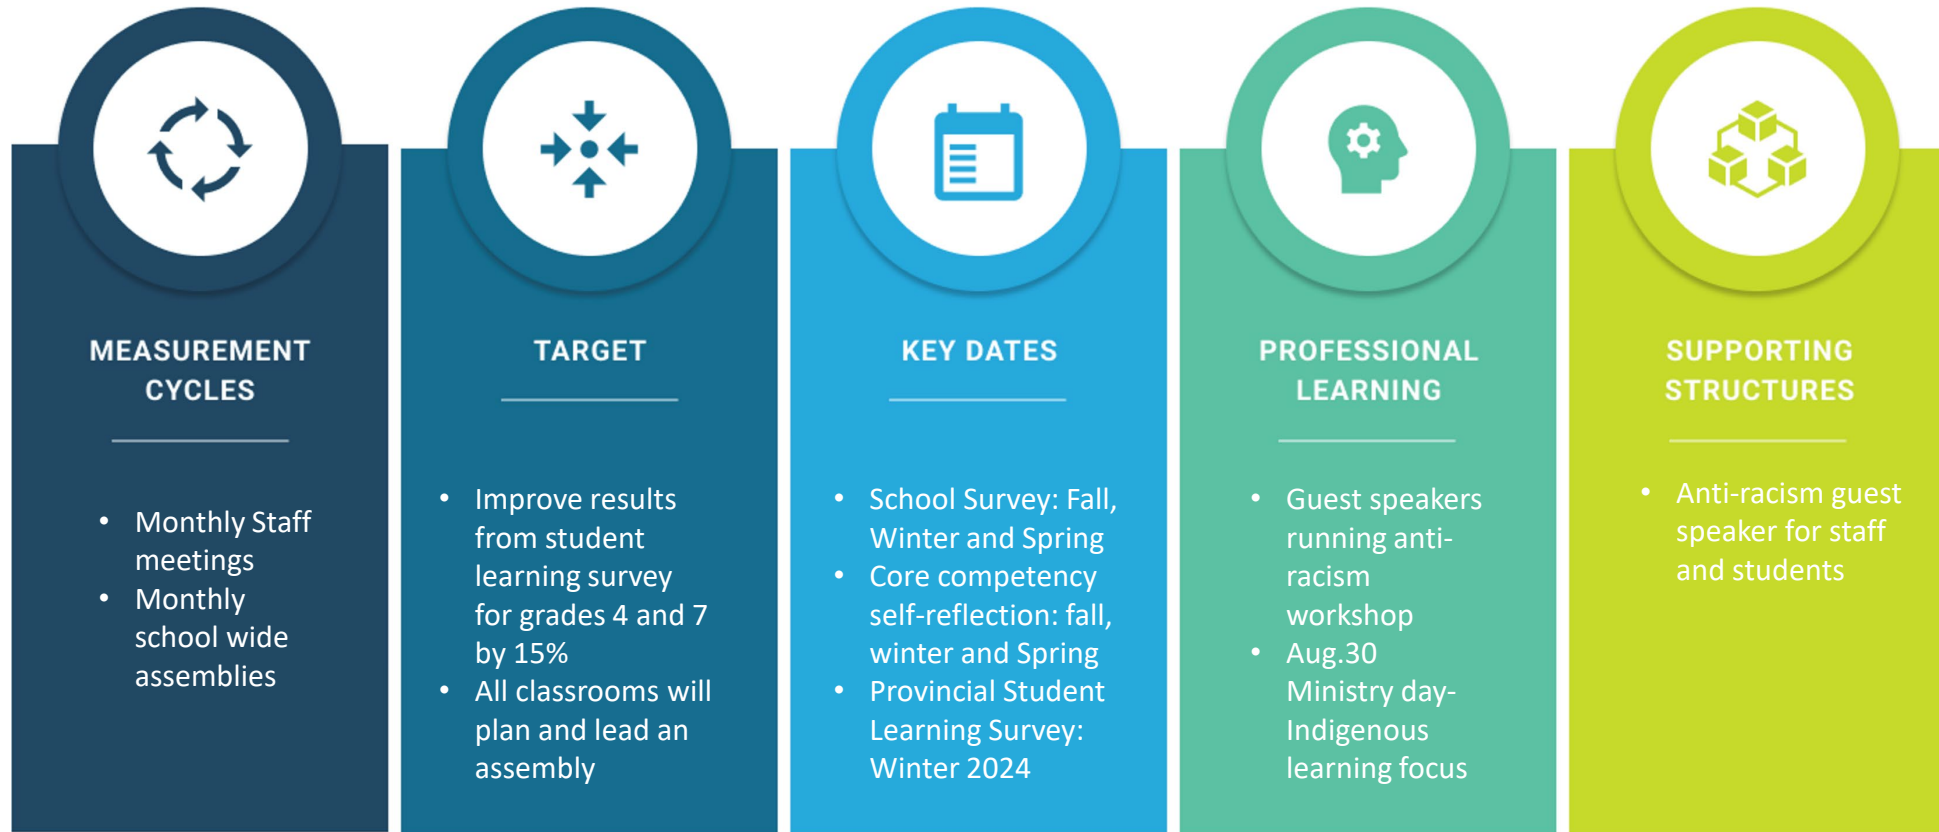 MEASUREMENT
CYCLES
• Monthly Staff
meetings
• Monthly
school wide
assemblies
TARGET
• Improve results
from student
learning survey
for grades 4 and 7
by 15%
• All classrooms will
plan and lead an
assembly
KEY DATES
• School Survey: Fall,
Winter and Spring
• Core competency
self-reflection: fall,
winter and Spring
• Provincial Student
Learning Survey:
Winter 2024
PROFESSIONAL
LEARNING
• Guest speakers
running anti-
racism
workshop
• Aug.30
Ministry day-
Indigenous
learning focus
SUPPORTING
STRUCTURES
• Anti-racism guest
speaker for staff
and students